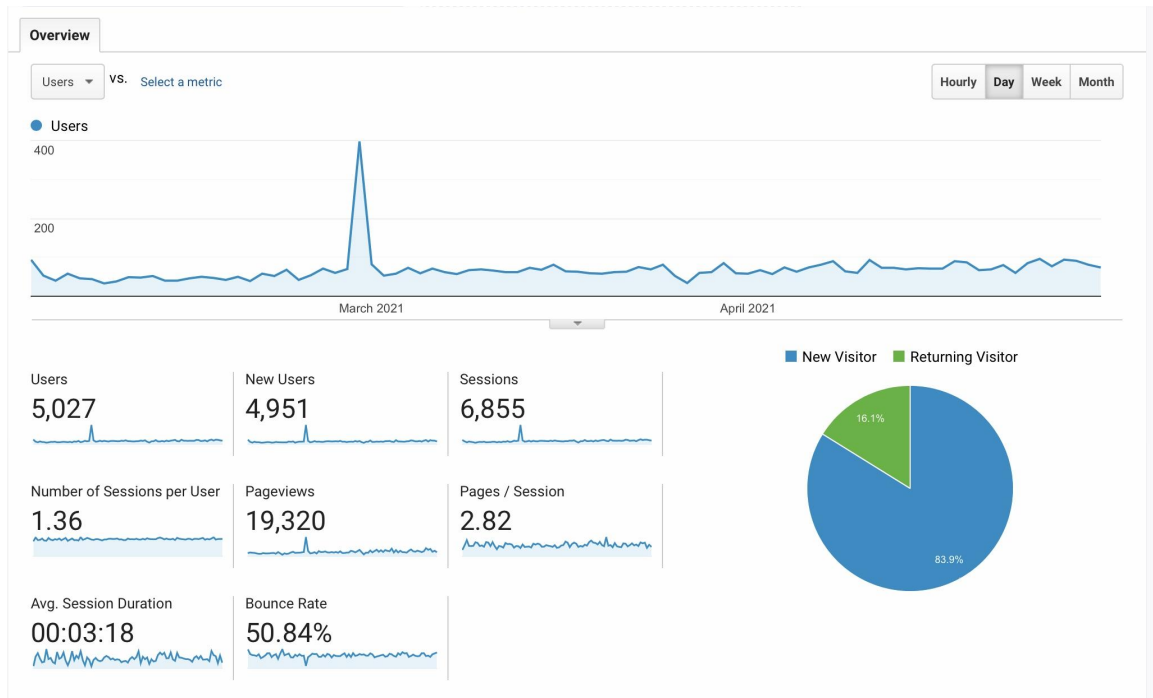 Overview
Users vs. Select a metric
Hourly Day Week Month
Users
400
200
March 2021 April 2021
New Visitor Returning Visitor
Users New Users Sessions
5,027 4,951 6,855
16.1%
Number of Sessions per User Pageviews Pages / Session
1.36 19,320 2.82
83.9%
Avg. Session Duration Bounce Rate
00:03:18 50.84%